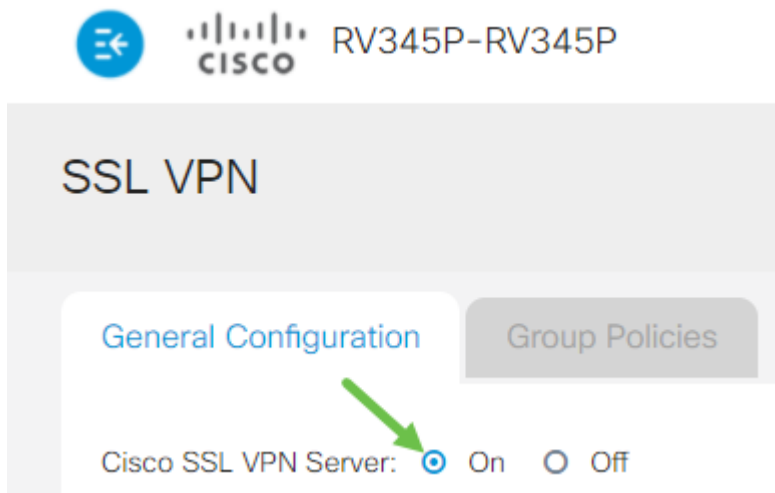 CISCO RV345P-RV345P
SSL VPN
General Configuration Group Policies
Cisco SSL VPN Server: On Off